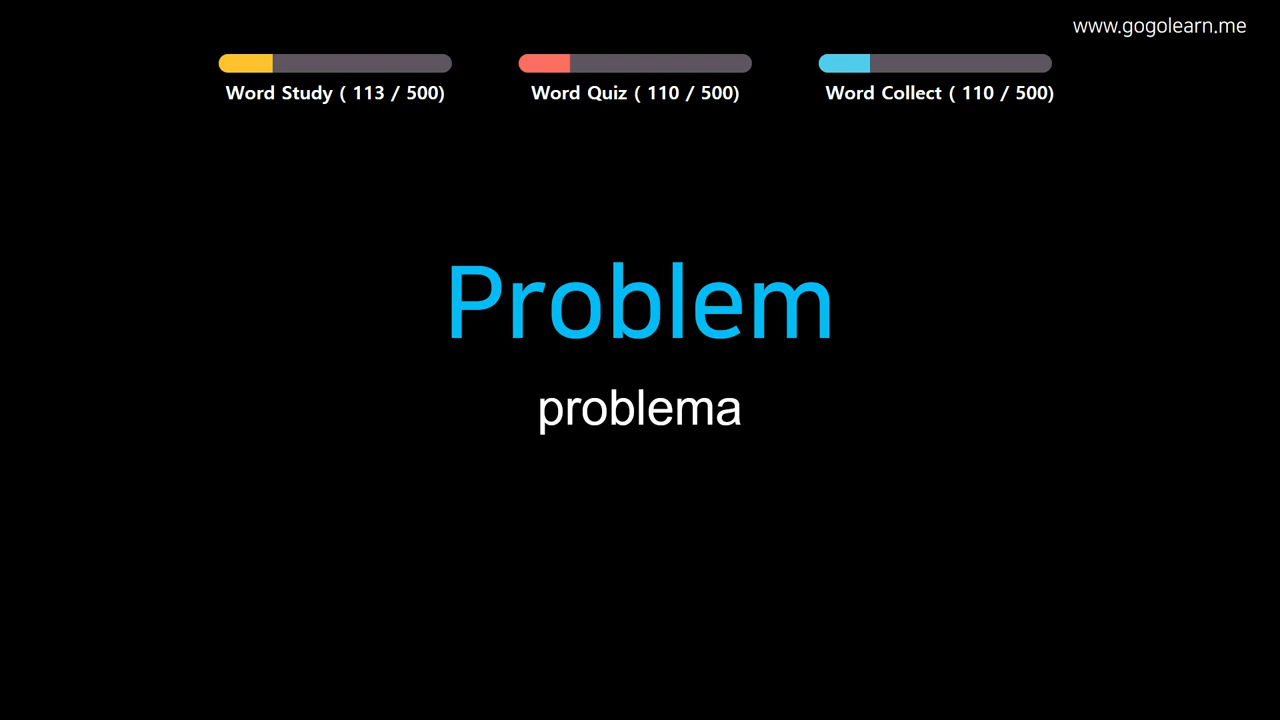 www.gogolearn.me
Word Study ( 113 / 500)
Word Quiz ( 110 / 500)
Word Collect ( 110 / 500)
Problem
problema